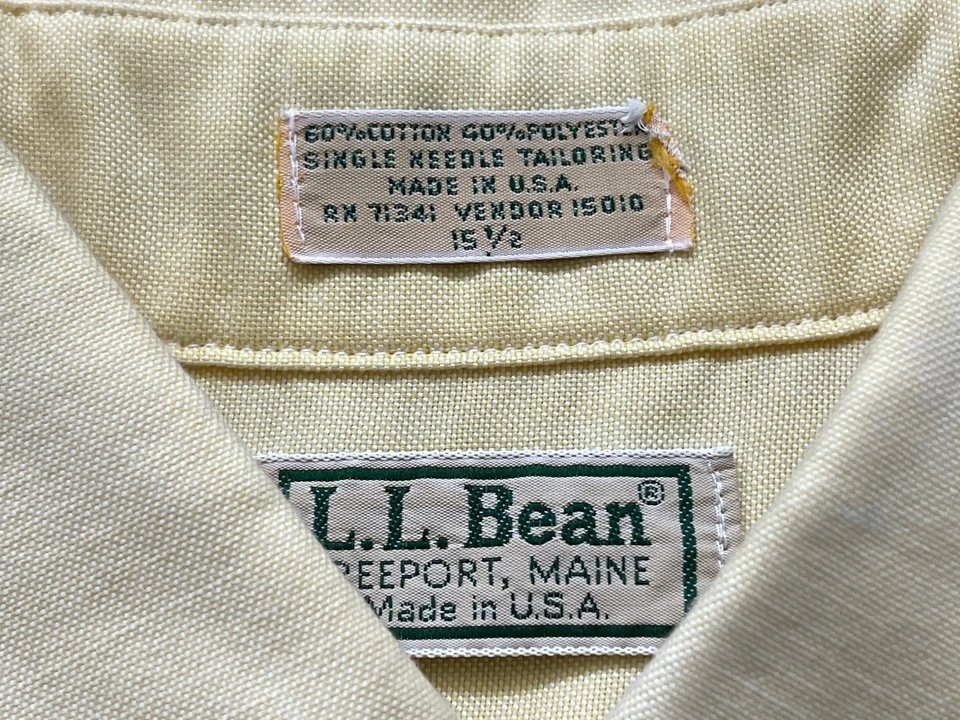 60% COTTON 40% POLYESTER
SINGLE NEEDLE TAILORING
MADE IN U.S.A.
RN 71341 VENDOR 15010
15 1/2
L.L.Bean®
REEPORT, MAINE
Made in U.S.A.